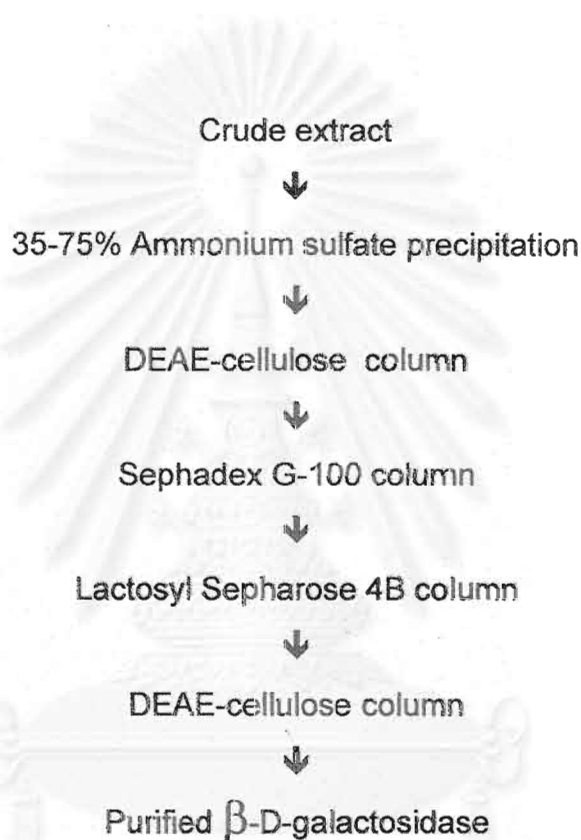 Crude extract
↓
35-75% Ammonium sulfate precipitation
↓
DEAE-cellulose column
↓
Sephadex G-100 column
↓
Lactosyl Sepharose 4B column
↓
DEAE-cellulose column
↓
Purified β-D-galactosidase